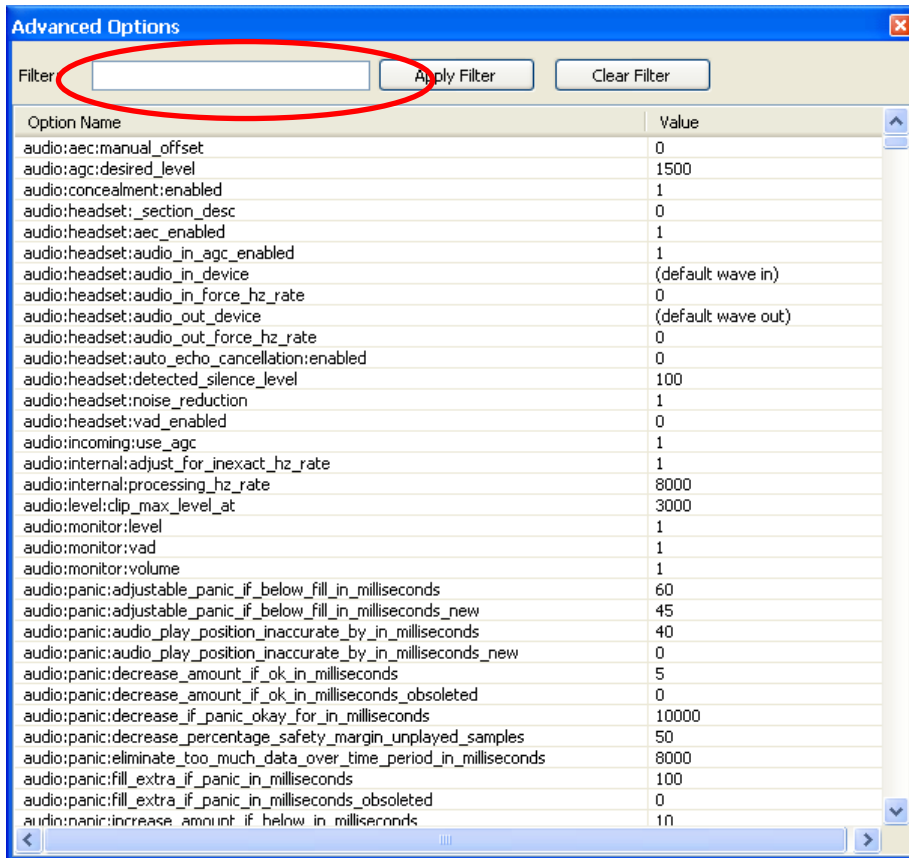 Advanced Options
Filter: Apply Filter Clear Filter
Option Name Value
audio:aec:manual_offset 0
audio:agc:desired_level 1500
audio:concealment:enabled 1
audio:headset:_section_desc 0
audio:headset:aec_enabled 1
audio:headset:audio_in_agc_enabled 1
audio:headset:audio_in_device (default wave in)
audio:headset:audio_in_force_hz_rate 0
audio:headset:audio_out_device (default wave out)
audio:headset:audio_out_force_hz_rate 0
audio:headset:auto_echo_cancellation:enabled 0
audio:headset:detected_silence_level 100
audio:headset:noise_reduction 1
audio:headset:vad_enabled 0
audio:incoming:use_agc 1
audio:internal:adjust_for_inexact_hz_rate 1
audio:internal:processing_hz_rate 8000
audio:level:clip_max_level_at 3000
audio:monitor:level 1
audio:monitor:vad 1
audio:monitor:volume 1
audio:panic:adjustable_panic_if_below_fill_in_milliseconds 60
audio:panic:adjustable_panic_if_below_fill_in_milliseconds_new 45
audio:panic:audio_play_position_inaccurate_by_in_milliseconds 40
audio:panic:audio_play_position_inaccurate_by_in_milliseconds_new 0
audio:panic:decrease_amount_if_ok_in_milliseconds 5
audio:panic:decrease_amount_if_ok_in_milliseconds_obsoleted 0
audio:panic:decrease_if_panic_okay_for_in_milliseconds 10000
audio:panic:decrease_percentage_safety_margin_unplayed_samples 50
audio:panic:eliminate_too_much_data_over_time_period_in_milliseconds 8000
audio:panic:fill_extra_if_panic_in_milliseconds 100
audio:panic:fill_extra_if_panic_in_milliseconds_obsoleted 0
audio:panic:increase_amount_if_below_in_milliseconds 10